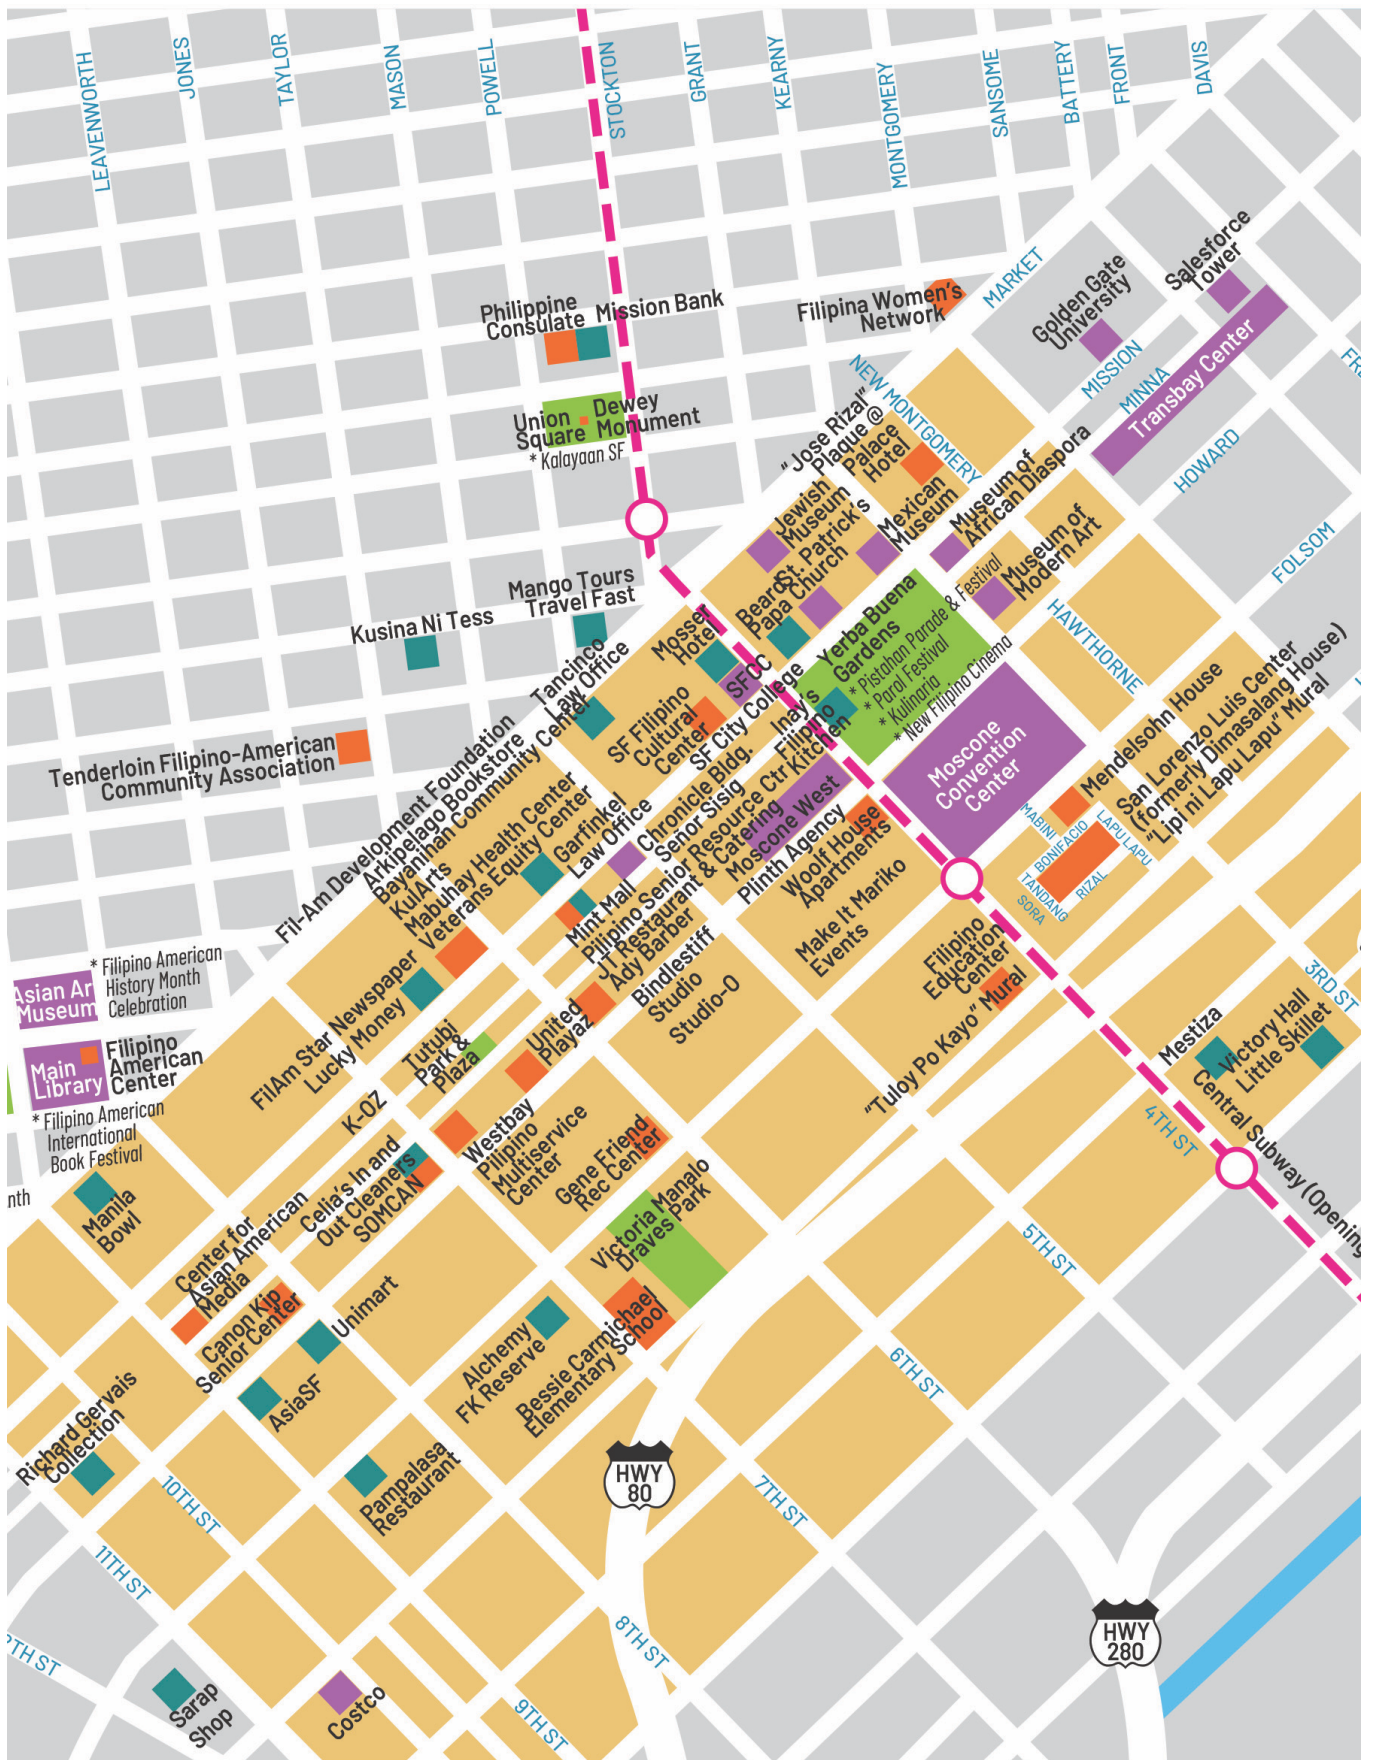 LEAVENWORTH
JONES
TAYLOR
MASON
POWELL
STOCKTON
GRANT
KEARNY
MONTGOMERY
SANSOME
BATTERY
FRONT
DAVIS
MARKET
Salesforce
Tower
Golden Gate
University
MISSION
MINNA
Transbay Center
HOWARD
FOLSOM
Philippine
Consulate
Mission Bank
Filipina Women's
Network
NEW MONTGOMERY
Union
Square
Dewey
Monument
* Kalayaan SF
"Jose Rizal"
Plaque @
Palace
Hotel
Jewish
Museum
St. Patrick's
Church
Mexican
Museum
Museum of
African Diaspora
Museum of
Modern Art
Beard
Papa
HAWTHORNE
Mango Tours
Travel Fast
Kusina Ni Tess
Mosser
Hotel
SFCC
Yerba Buena
Gardens
* Pistahan Parade & Festival
* Parol Festival
* Kulinaria
* New Filipino Cinema
Tancinco
Law Office
SF Filipino
Cultural
Center
SF City College
Inay's
Filipino
Kitchen
Moscone
Convention
Center
Mendelsohn House
San Lorenzo Luis Center
(formerly Dimasalang House)
"Lipi ni Lapu Lapu" Mural
MABINI
BONIFACIO
LAPU LAPU
TANDANG
SORA
RIZAL
Tenderloin Filipino-American
Community Association
Fil-Am Development Foundation
Arkipelago Bookstore
Bayanihan Community Center
KulArts
Mabuhay Health Center
Veterans Equity Center
Garfinkel
Law Office
Chronicle Bldg.
Senor Sisig
Mint Mall
Pilipino Senior Resource Ctr
JT Restaurant & Catering
Ady Barber
Moscone West
Plinth Agency
Woolf House
Apartments
Make It Mariko
Events
Bindlestiff
Studio
Studio-O
Filipino
Education
Center
"Tuloy Po Kayo" Mural
3RD ST
Mestiza
Victory Hall
Little Skillet
Central Subway (Opening
4TH ST
Asian Ar
Museum
* Filipino American
History Month
Celebration
Main
Library
Filipino
American
Center
* Filipino American
International
Book Festival
FilAm Star Newspaper
Lucky Money
Tutubi
Park &
Plaza
United
Playaz
K-OZ
Westbay
Pilipino
Multiservice
Center
Gene Friend
Rec Center
Victoria Manalo
Draves Park
Celia's In and
Out Cleaners
SOMCAN
Manila
Bowl
Center for
Asian American
Media
Canon Kip
Senior Center
Unimart
AsiaSF
Alchemy
FK Reserve
Bessie Carmichael
Elementary School
5TH ST
6TH ST
Richard Gervais
Collection
Pampalasa
Restaurant
HWY
80
7TH ST
10TH ST
11TH ST
8TH ST
9TH ST
HWY
280
Sarap
Shop
Costco